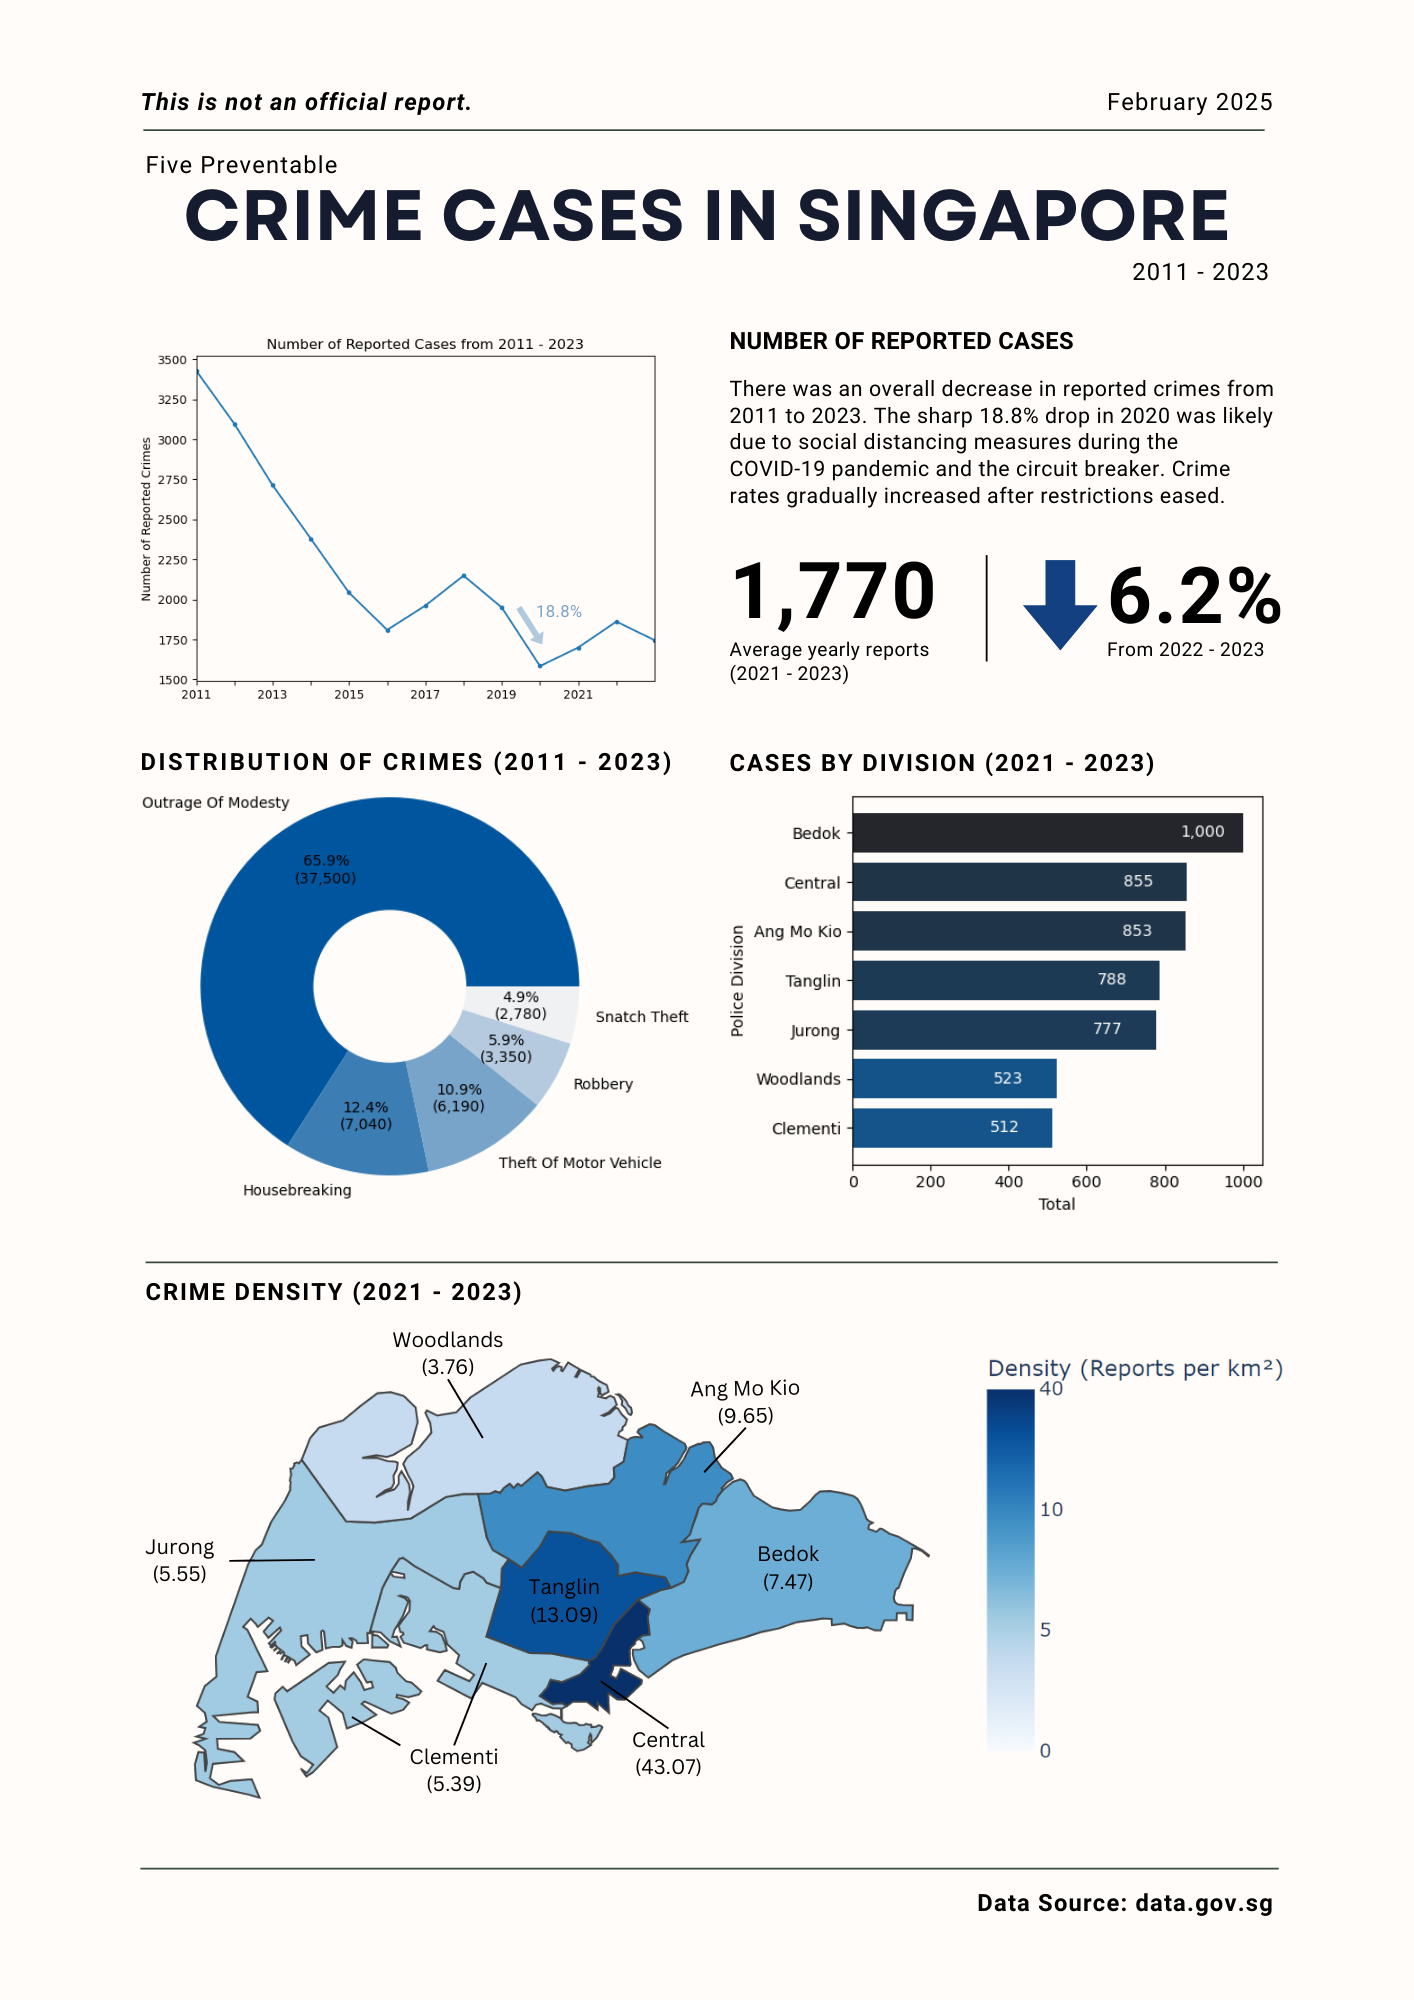 This is not an official report.
February 2025
Five Preventable
CRIME CASES IN SINGAPORE
2011 - 2023
Number of Reported Cases from 2011 - 2023
Number of Reported Crimes
3500
3250
3000
2750
2500
2250
2000
1750
1500
2011
2013
2015
2017
2019
2021
18.8%
NUMBER OF REPORTED CASES
There was an overall decrease in reported crimes from
2011 to 2023. The sharp 18.8% drop in 2020 was likely
due to social distancing measures during the
COVID-19 pandemic and the circuit breaker. Crime
rates gradually increased after restrictions eased.
1,770
Average yearly reports
(2021 - 2023)
6.2%
From 2022 - 2023
DISTRIBUTION OF CRIMES (2011 - 2023)
Outrage Of Modesty
65.9%
(37,500)
4.9%
(2,780)
Snatch Theft
5.9%
(3,350)
Robbery
10.9%
(6,190)
Theft Of Motor Vehicle
12.4%
(7,040)
Housebreaking
CASES BY DIVISION (2021 - 2023)
Police Division
Bedok
1,000
Central
855
Ang Mo Kio
853
Tanglin
788
Jurong
777
Woodlands
523
Clementi
512
0
200
400
600
800
1000
Total
CRIME DENSITY (2021 - 2023)
Woodlands
(3.76)
Ang Mo Kio
(9.65)
Jurong
(5.55)
Tanglin
(13.09)
Bedok
(7.47)
Clementi
(5.39)
Central
(43.07)
Density (Reports per km²)
40
10
5
0
Data Source: data.gov.sg